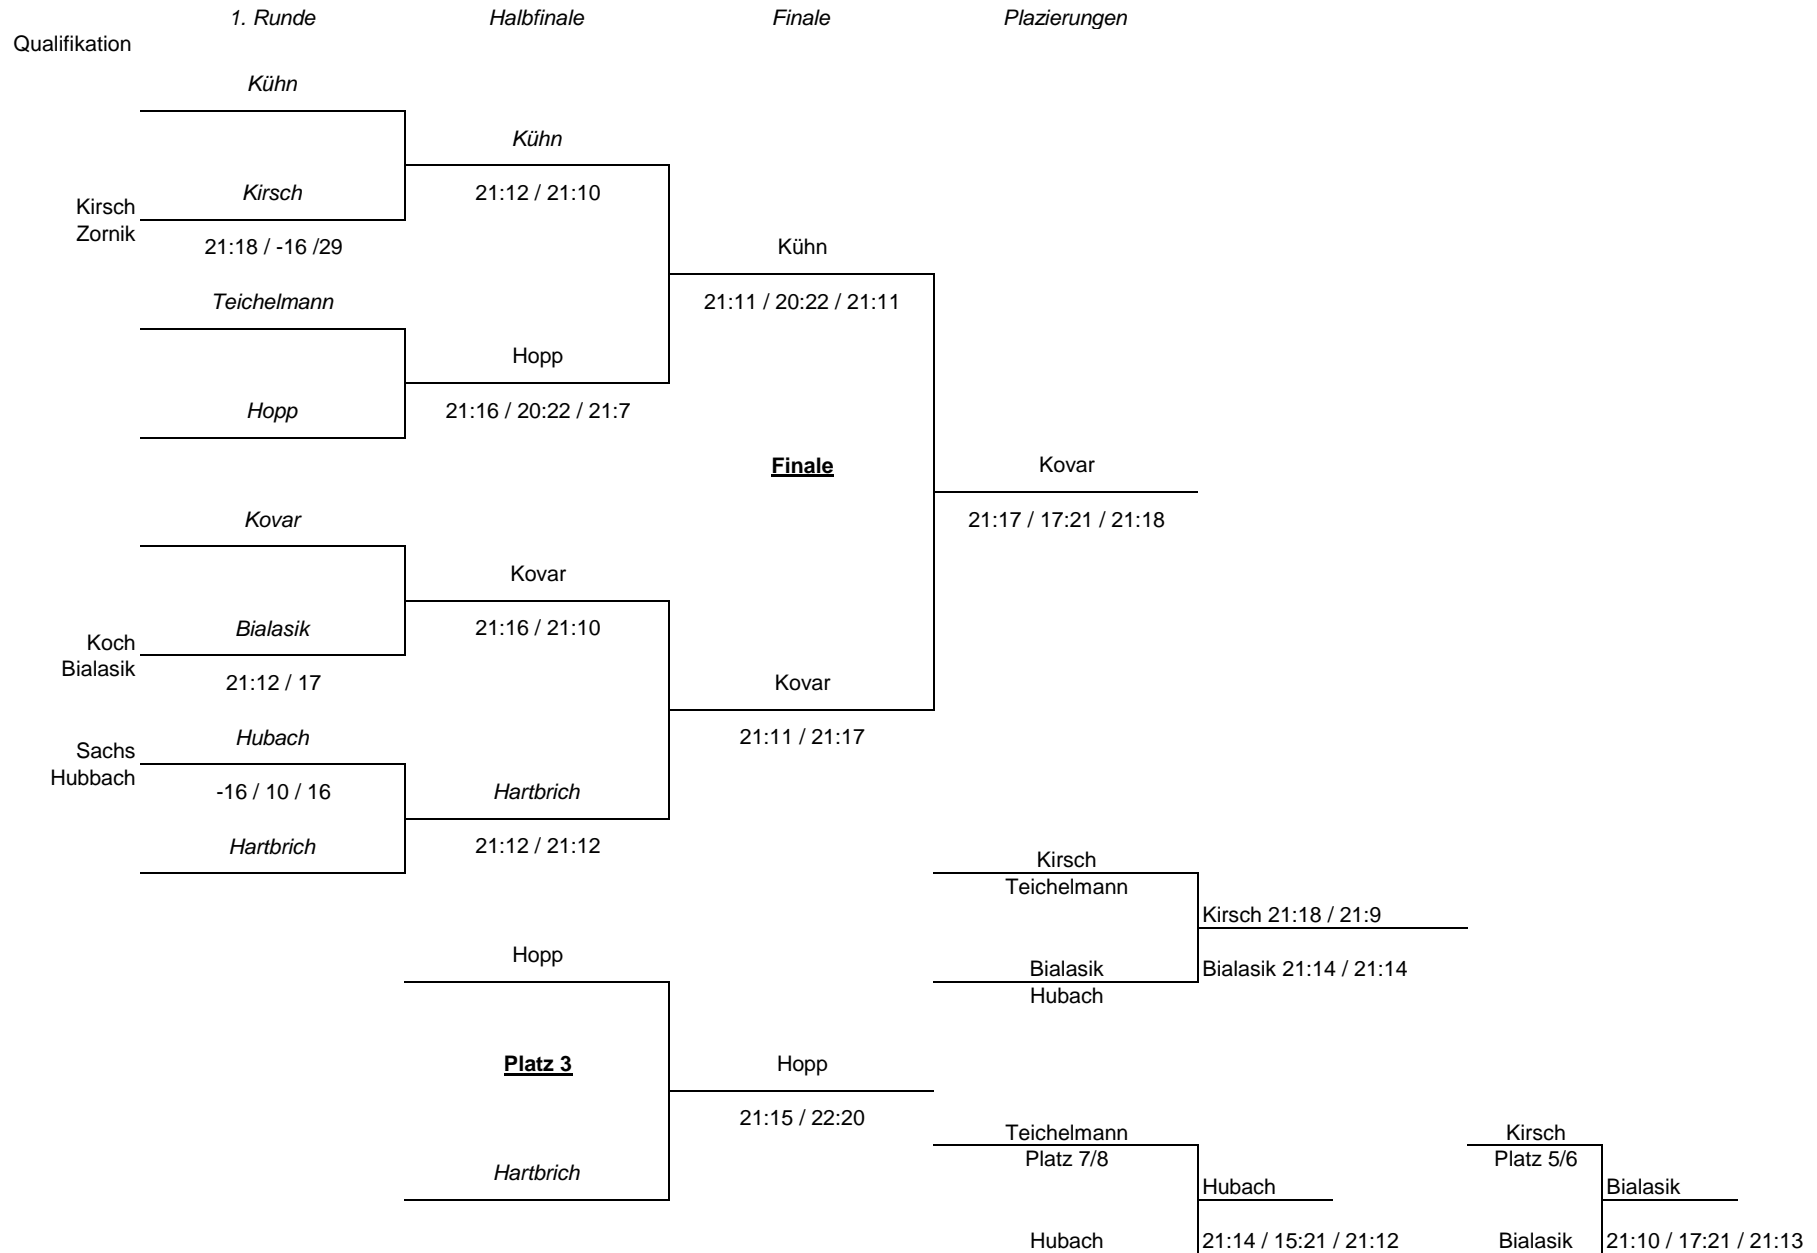 1. Runde Halbfinale Finale Plazierungen
Qualifikation
Kühn
Kühn
Kirsch 21:12 / 21:10
Kirsch
Zornik
21:18 / -16 /29 Kühn
Teichelmann 21:11 / 20:22 / 21:11
Hopp
Hopp 21:16 / 20:22 / 21:7
Finale Kovar
Kovar 21:17 / 17:21 / 21:18
Kovar
Bialasik 21:16 / 21:10
Koch
Bialasik
21:12 / 17 Kovar
Hubach 21:11 / 21:17
Sachs
Hubbach
-16 / 10 / 16 Hartbrich
Hartbrich 21:12 / 21:12
Kirsch
Teichelmann
Kirsch 21:18 / 21:9
Hopp
Bialasik Bialasik 21:14 / 21:14
Hubach
Platz 3 Hopp
21:15 / 22:20
Teichelmann Kirsch
Platz 7/8 Platz 5/6
Hartbrich
Hubach Bialasik
Hubach 21:14 / 15:21 / 21:12 Bialasik 21:10 / 17:21 / 21:13